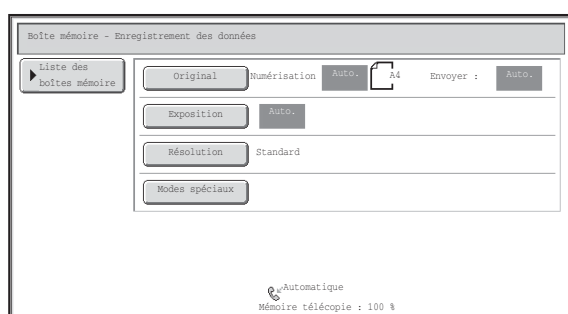 Boîte mémoire - Enregistrement des données
Liste des
boîtes mémoire
Original Numérisation Auto. A4 Envoyer : Auto.
Exposition Auto.
Résolution Standard
Modes spéciaux
Automatique
Mémoire télécopie : 100 %